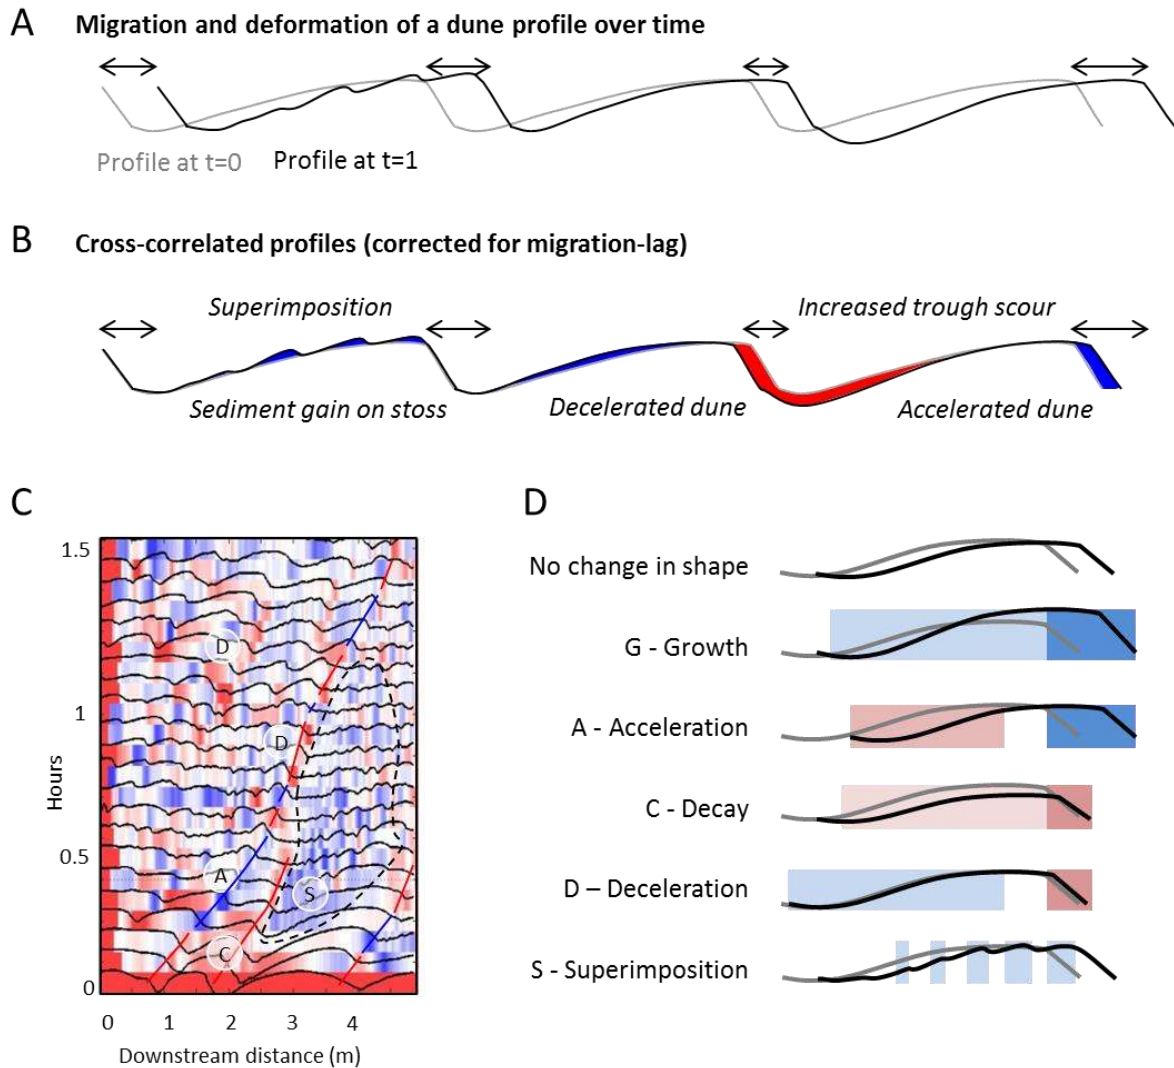 A Migration and deformation of a dune profile over time
Profile at t=0 Profile at t=1
B Cross-correlated profiles (corrected for migration-lag)
Superimposition Increased trough scour
Sediment gain on stoss Decelerated dune Accelerated dune
C
1.5
1
0.5
0
Hours
D
D
A
S
C
0 1 2 3 4
Downstream distance (m)
D
No change in shape
G - Growth
A - Acceleration
C - Decay
D – Deceleration
S - Superimposition